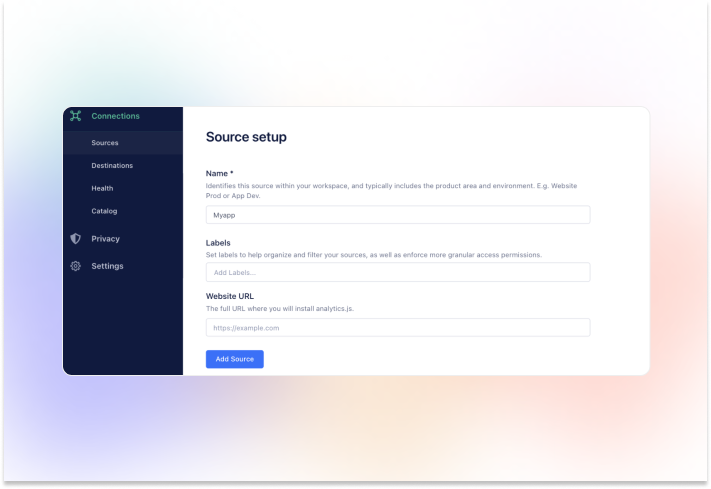 Connections
Sources
Destinations
Health
Catalog
Privacy
Settings
Source setup
Name *
Identifies this source within your workspace, and typically includes the product area and environment. E.g. Website
Prod or App Dev.
Myapp
Labels
Set labels to help organize and filter your sources, as well as enforce more granular access permissions.
Add Labels...
Website URL
The full URL where you will install analytics.js.
https://example.com
Add Source